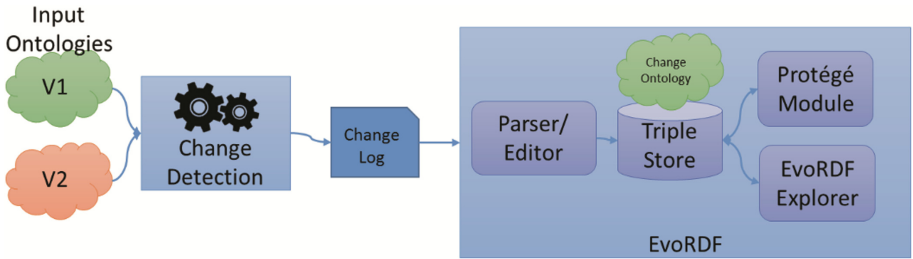 Input
Ontologies
V1
V2
Change
Detection
Change
Log
Parser/
Editor
Change
Ontology
Triple
Store
Protégé
Module
EvoRDF
Explorer
EvoRDF